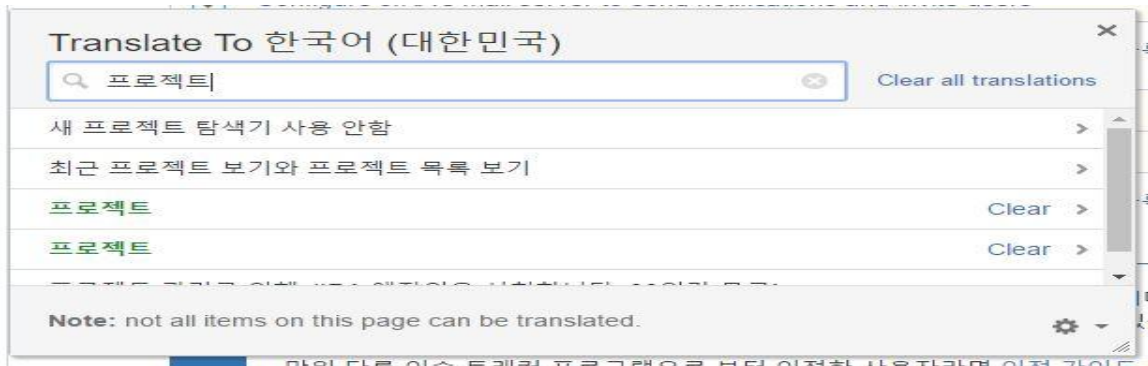 Translate To 한국어 (대한민국)
프로젝트
Clear all translations
새 프로젝트 탐색기 사용 안함
최근 프로젝트 보기와 프로젝트 목록 보기
프로젝트
Clear
프로젝트
Clear
Note: not all items on this page can be translated.